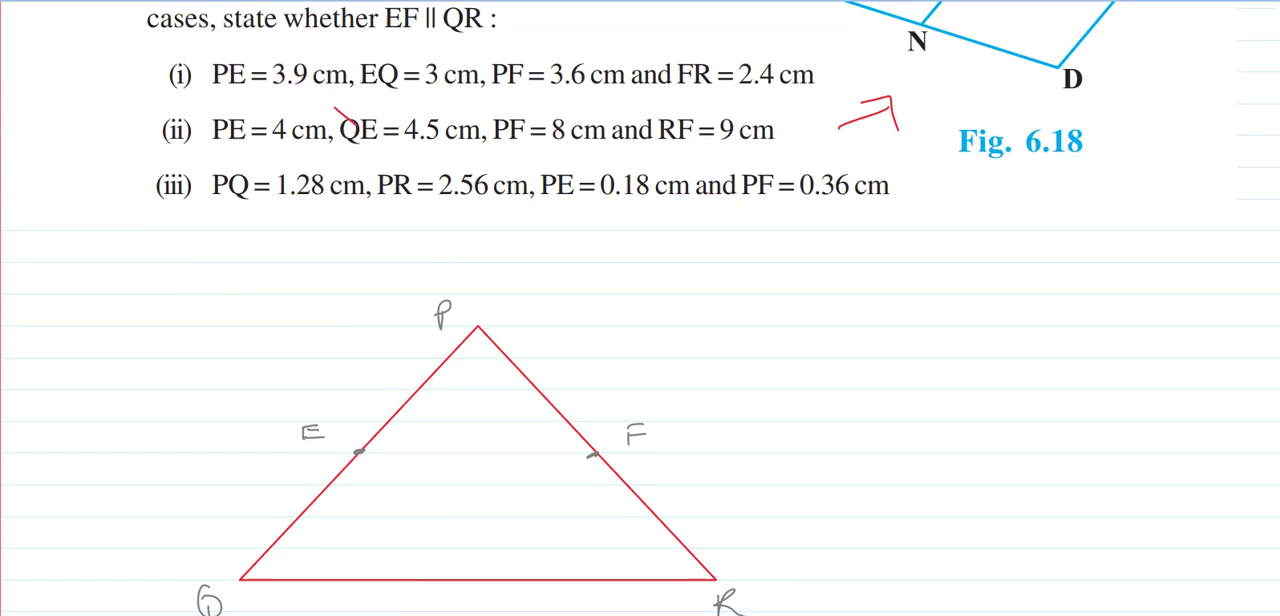 cases, state whether EF || QR :
N
(i) PE = 3.9 cm, EQ = 3 cm, PF = 3.6 cm and FR = 2.4 cm
D
(ii) PE = 4 cm, QE = 4.5 cm, PF = 8 cm and RF = 9 cm
Fig. 6.18
(iii) PQ = 1.28 cm, PR = 2.56 cm, PE = 0.18 cm and PF = 0.36 cm
P
E F
Q R